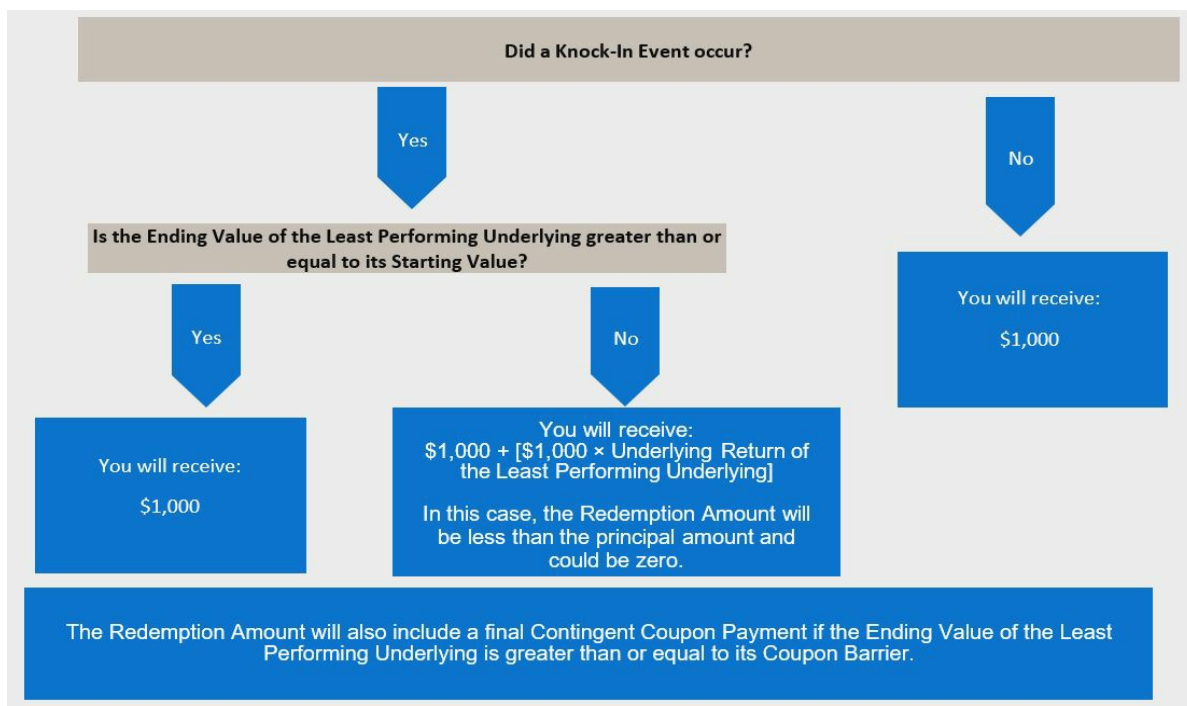 Did a Knock-In Event occur?
Yes
No
Is the Ending Value of the Least Performing Underlying greater than or
equal to its Starting Value?
Yes
No
You will receive:
$1,000
You will receive:
$1,000
You will receive:
$1,000 + [$1,000 × Underlying Return of
the Least Performing Underlying]
In this case, the Redemption Amount will
be less than the principal amount and
could be zero.
The Redemption Amount will also include a final Contingent Coupon Payment if the Ending Value of the Least
Performing Underlying is greater than or equal to its Coupon Barrier.